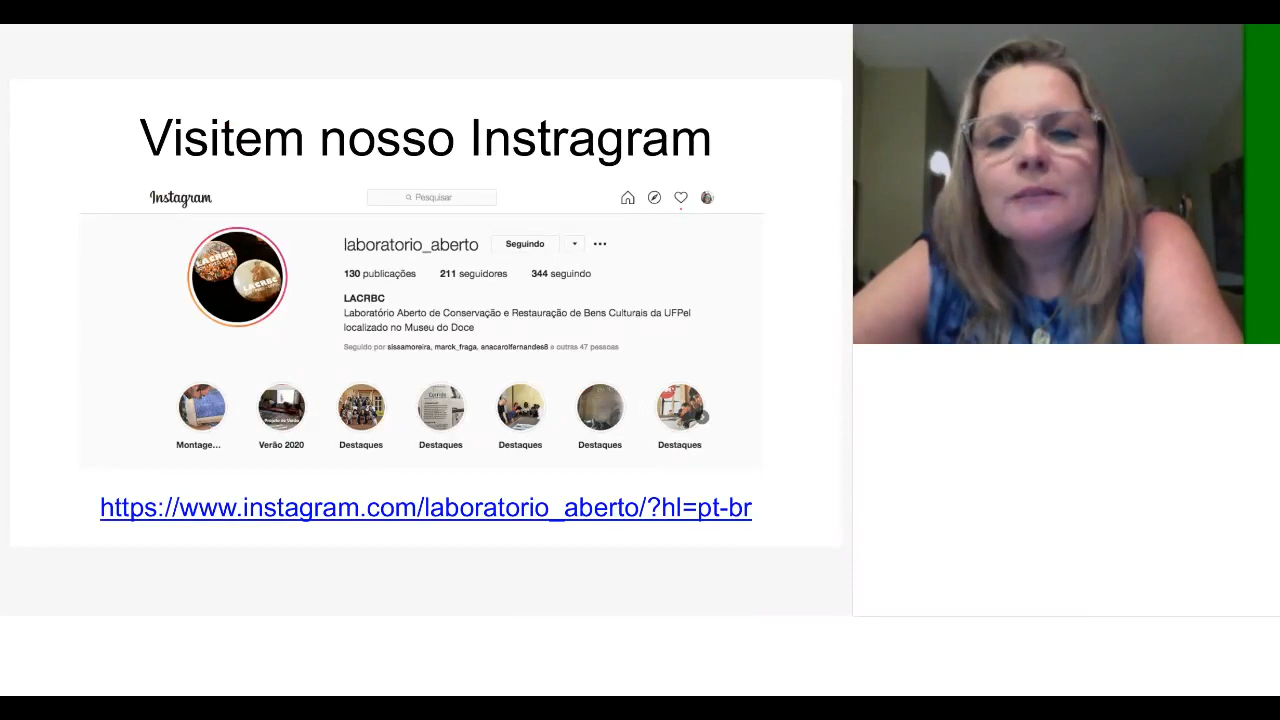 Visitem nosso Instragram
Instagram
Pesquisar
laboratorio_aberto
Seguindo
130 publicações 211 seguidores 344 seguindo
LACRBC
Laboratório Aberto de Conservação e Restauração de Bens Culturais da UFPel
localizado no Museu do Doce
Seguido por sissamoreira, marck_fraga, anacarolfernandes8 e outras 47 pessoas
LACRBC
LACRBC
Montage... Verão 2020 Destaques Destaques Destaques Destaques Destaques
https://www.instagram.com/laboratorio_aberto/?hl=pt-br